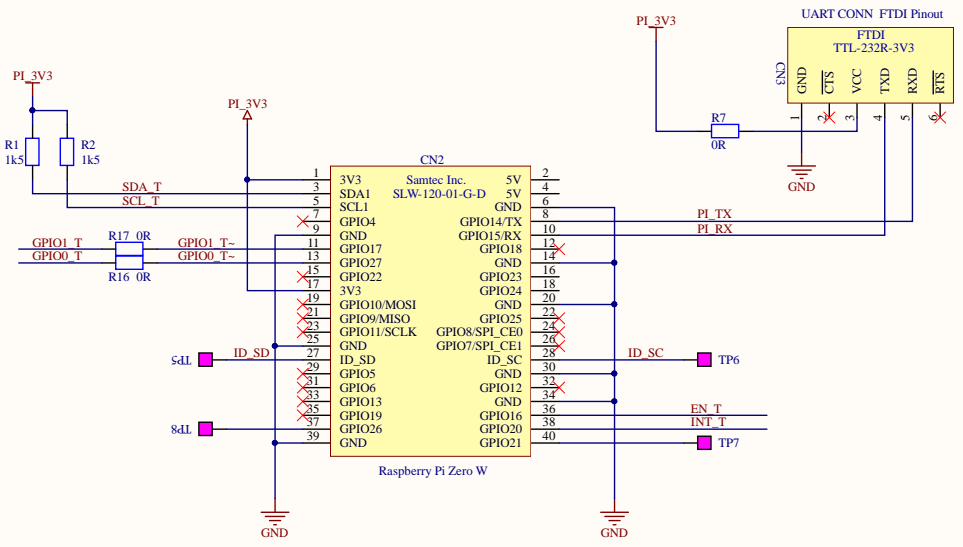 UART CONN  FTDI Pinout
FTDI
TTL-232R-3V3
CN3
GND
CTS
VCC
TXD
RXD
RTS
1
2
3
4
5
6
PI_3V3
R7
0R
GND
PI_3V3
R1
1k5
R2
1k5
PI_3V3
SDA_T
SCL_T
R17 0R
GPIO1_T
GPIO1_T~
GPIO0_T
GPIO0_T~
R16 0R
CN2
Samtec Inc.
SLW-120-01-G-D
1 3V3 5V 2
3 SDA1 5V 4
5 SCL1 GND 6
7 GPIO4 GPIO14/TX 8
9 GND GPIO15/RX 10
11 GPIO17 GPIO18 12
13 GPIO27 GND 14
15 GPIO22 GPIO23 16
17 3V3 GPIO24 18
19 GPIO10/MOSI GND 20
21 GPIO9/MISO GPIO25 22
23 GPIO11/SCLK GPIO8/SPI_CE0 24
25 GND GPIO7/SPI_CE1 26
27 ID_SD ID_SC 28
29 GPIO5 GND 30
31 GPIO6 GPIO12 32
33 GPIO13 GND 34
35 GPIO19 GPIO16 36
37 GPIO26 GPIO20 38
39 GND GPIO21 40
Raspberry Pi Zero W
PI_TX
PI_RX
TP5
ID_SD
ID_SC
TP6
TP8
EN_T
INT_T
TP7
GND
GND